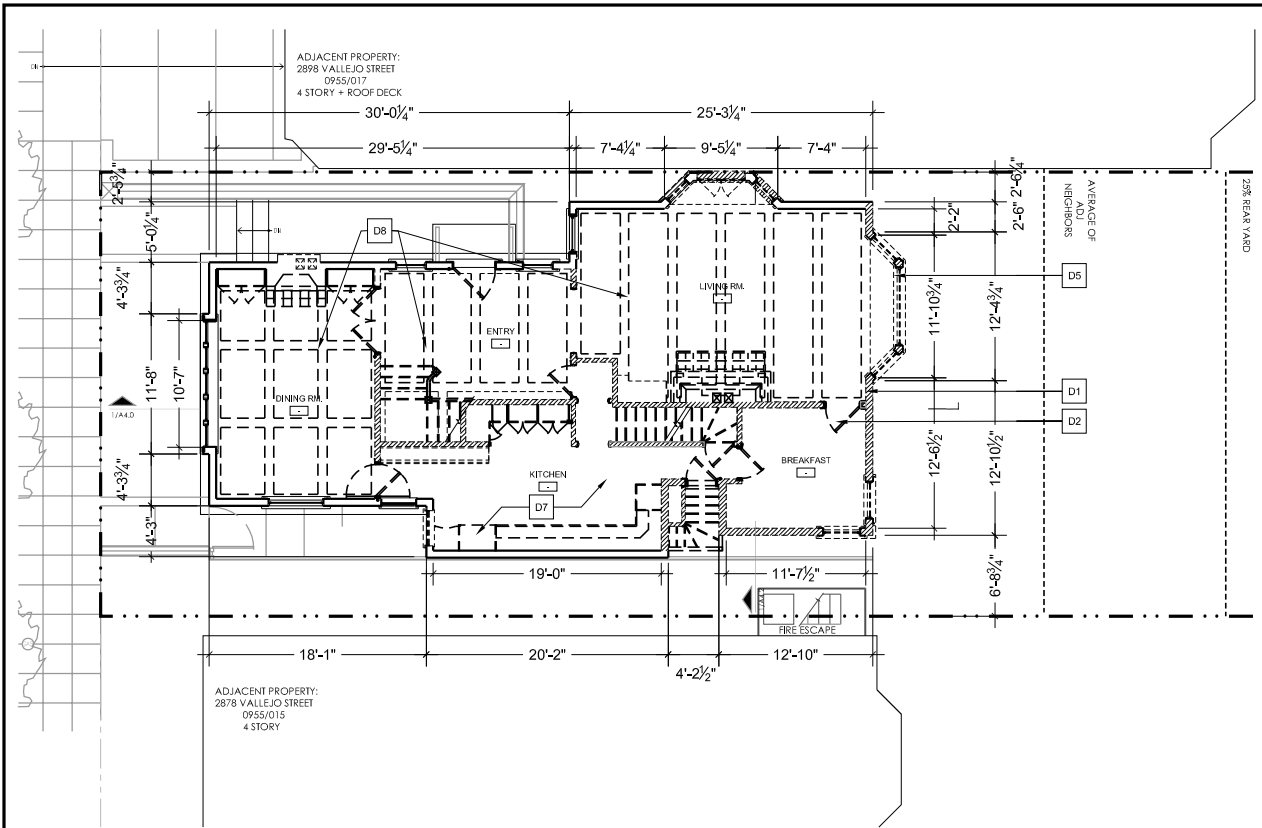 ADJACENT PROPERTY:
2898 VALLEJO STREET
0955/017
4 STORY + ROOF DECK
DN
30'-0¼"
25'-3¼"
29'-5¼"
7'-4¼"
9'-5¼"
7'-4"
2'-5¾"
5'-0¼"
4'-3¾"
11'-8"
10'-7"
4'-3¾"
4'-3"
DN
D8
LIVING RM.
-
ENTRY
-
DINING RM.
-
KITCHEN
-
D7
BREAKFAST
-
1/A4.0
2'-2"
2'-6¼"
2'-6"
11'-10¾"
12'-4¾"
12'-6½"
12'-10½"
6'-8¾"
D5
D1
D2
AVERAGE OF
ADJ
NEIGHBORS
25% REAR YARD
19'-0"
11'-7½"
FIRE ESCAPE
18'-1"
20'-2"
4'-2½"
12'-10"
ADJACENT PROPERTY:
2878 VALLEJO STREET
0955/015
4 STORY